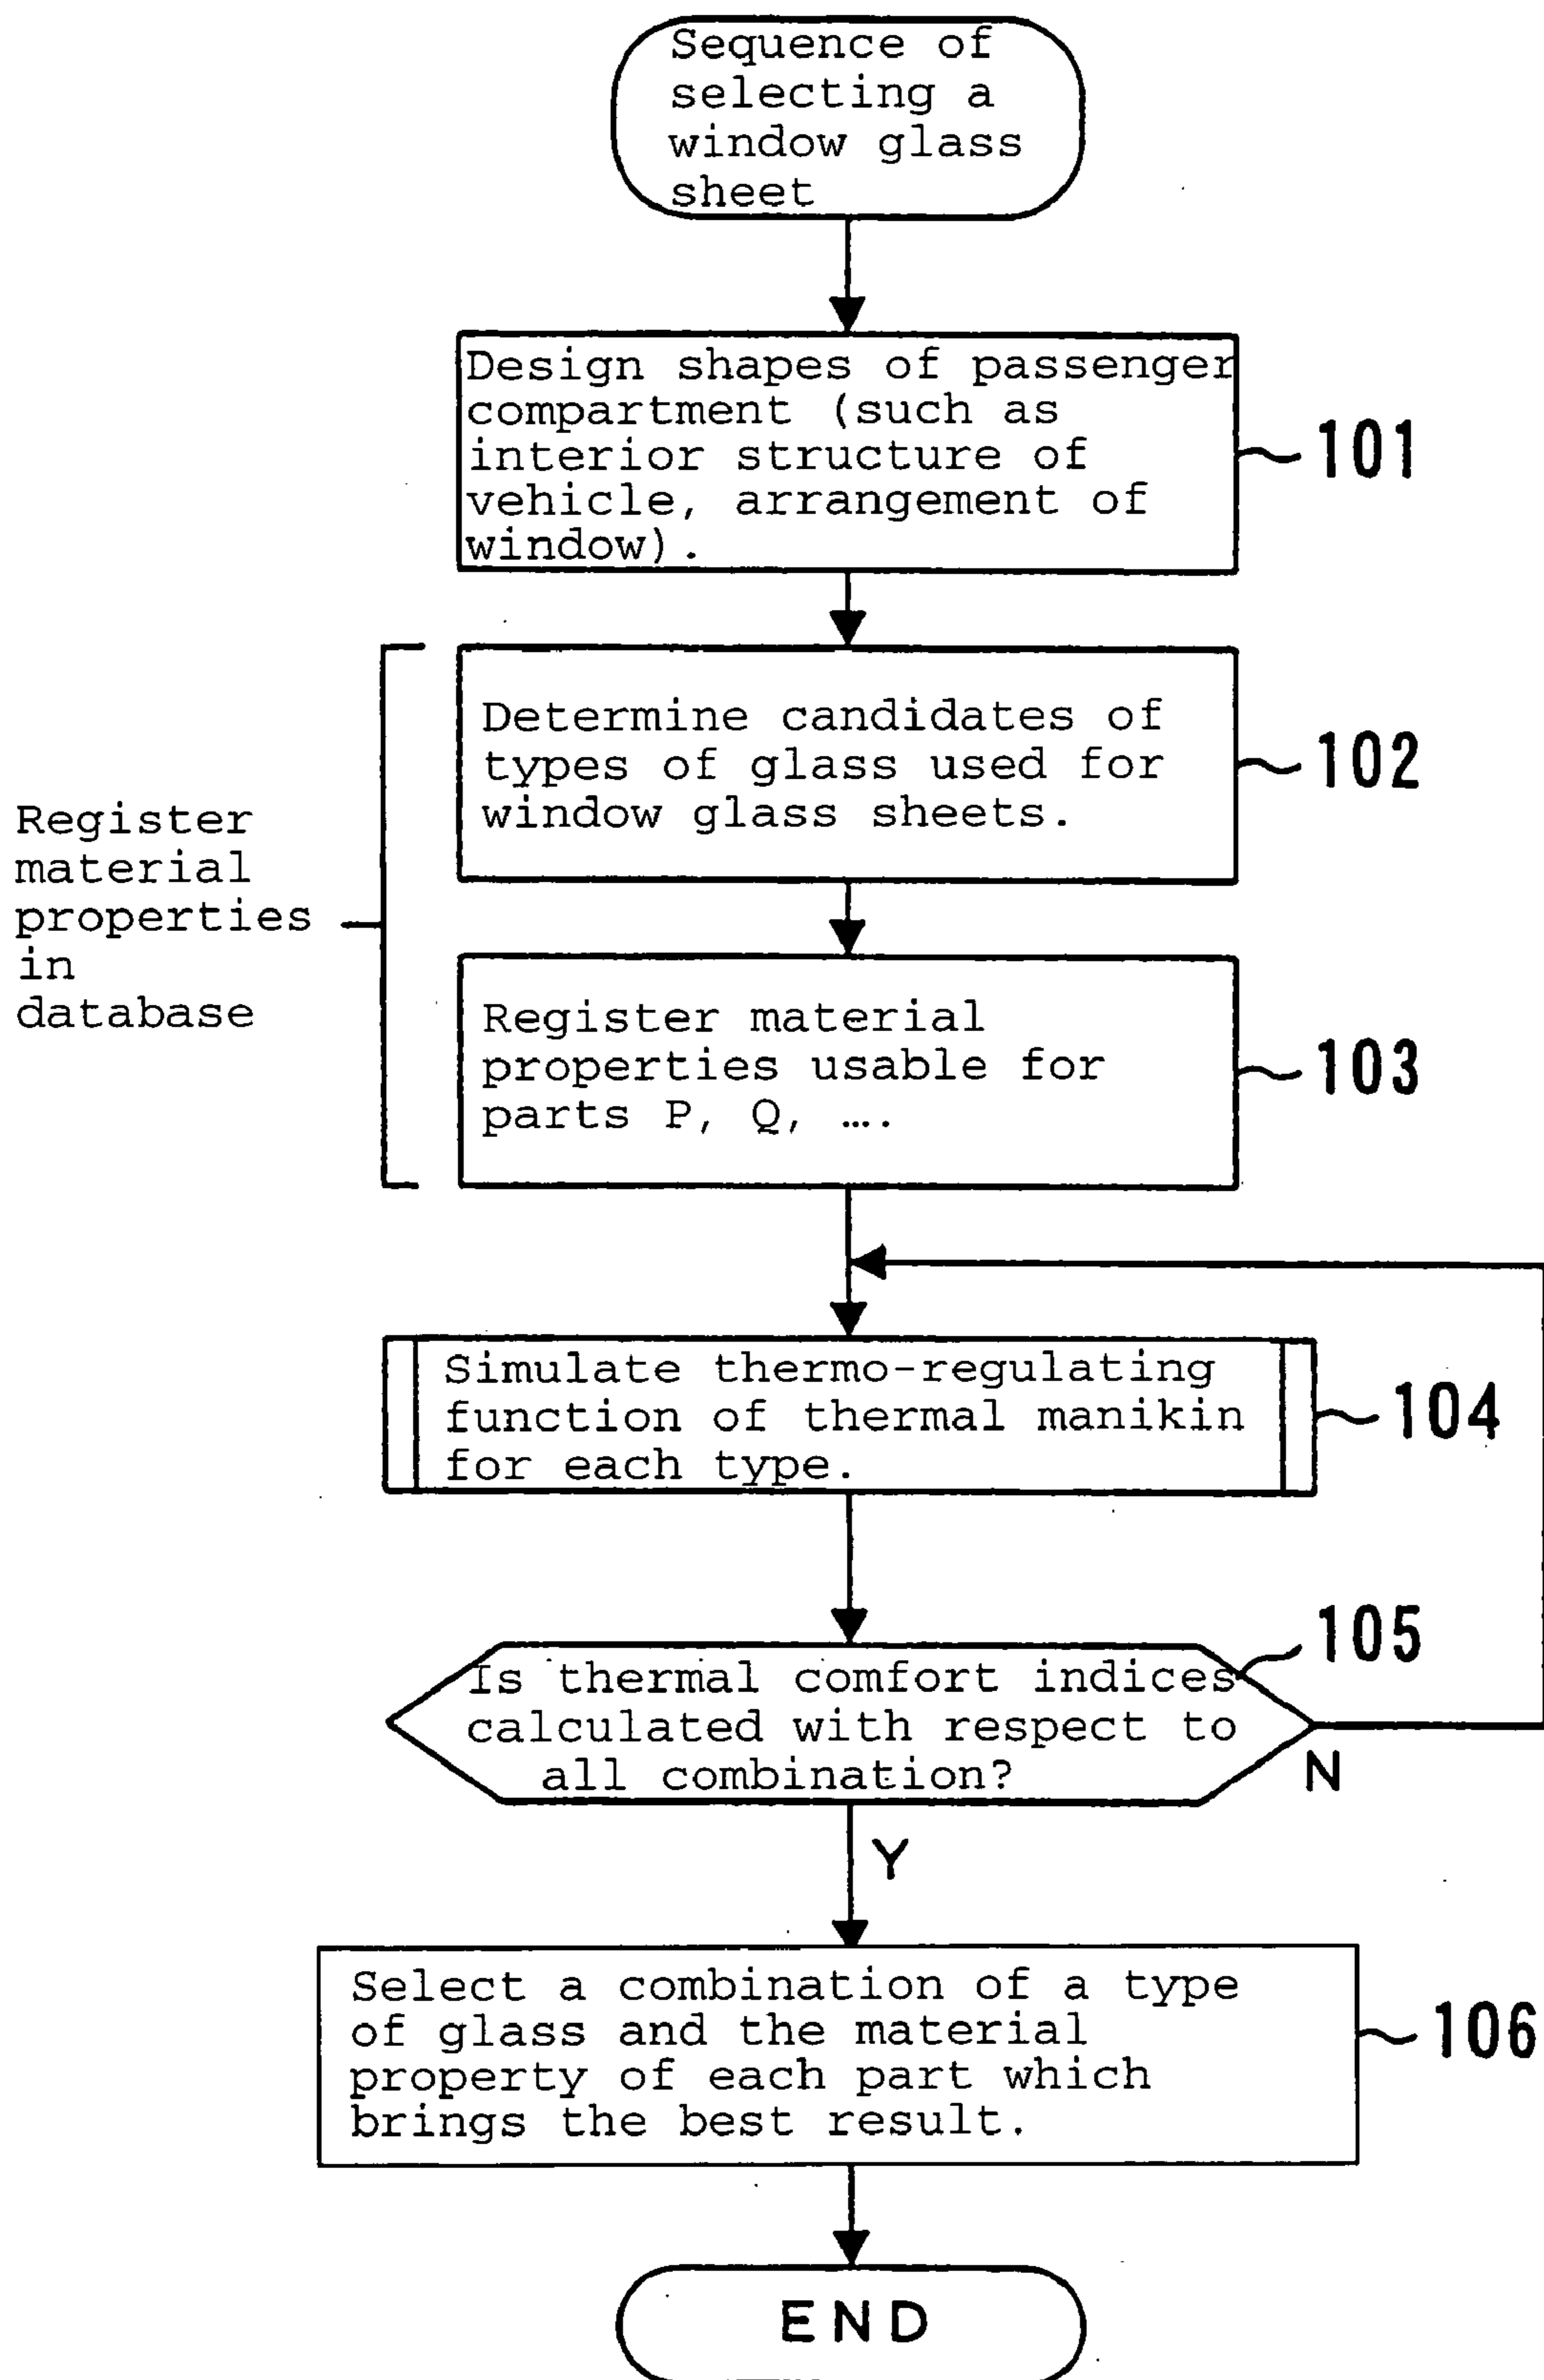 Sequence of
selecting a
window glass
sheet
Design shapes of passenger
compartment (such as
interior structure of
vehicle, arrangement of
window).
101
Register
material
properties
in
database
Determine candidates of
types of glass used for
window glass sheets.
102
Register material
properties usable for
parts P, Q, ….
103
Simulate thermo-regulating
function of thermal manikin
for each type.
104
Is thermal comfort indices
calculated with respect to
all combination?
105
N
Y
Select a combination of a type
of glass and the material
property of each part which
brings the best result.
106
END